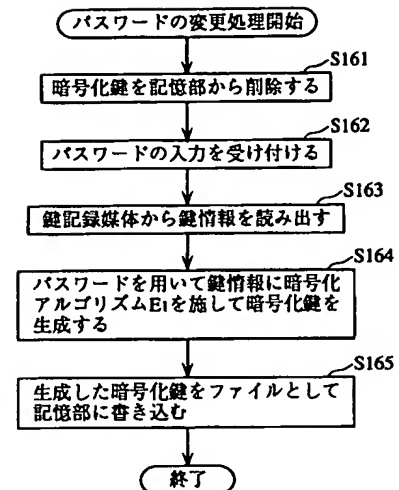 パスワードの変更処理開始
S161
暗号化鍵を記憶部から削除する
S162
パスワードの入力を受け付ける
S163
鍵記録媒体から鍵情報を読み出す
S164
パスワードを用いて鍵情報に暗号化
アルゴリズムE1を施して暗号化鍵を
生成する
S165
生成した暗号化鍵をファイルとして
記憶部に書き込む
終了